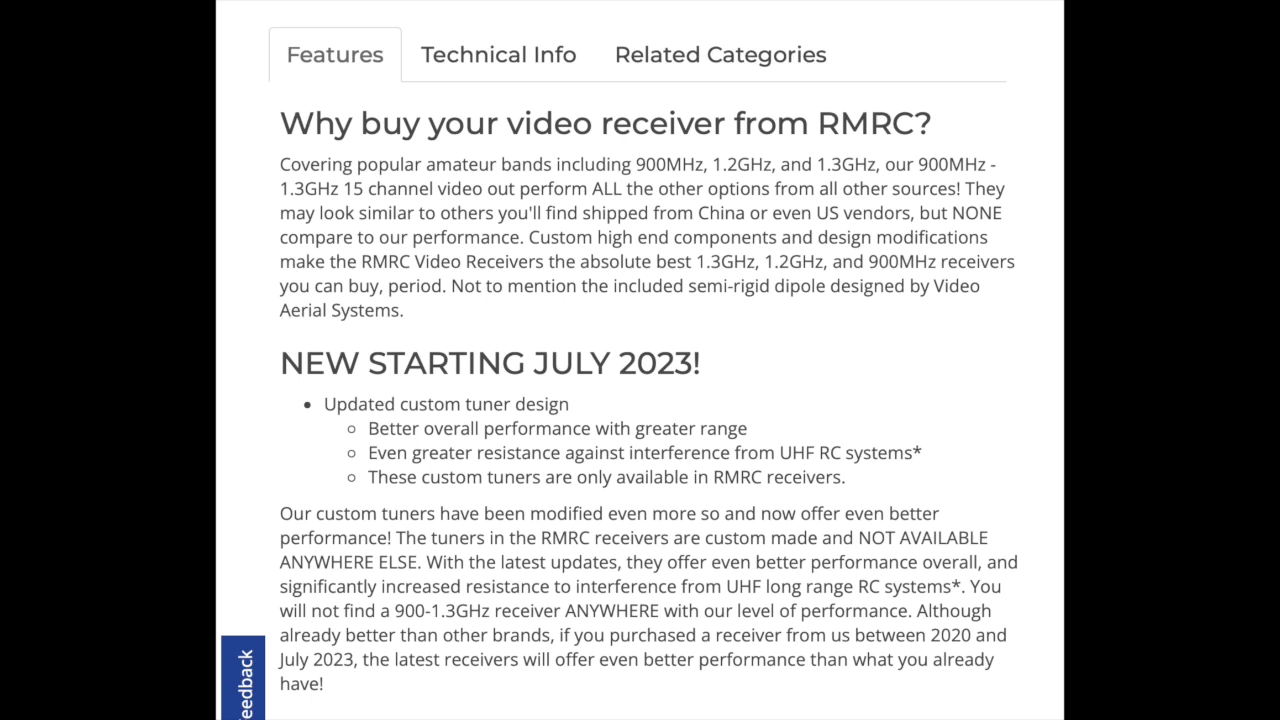 Features Technical Info Related Categories
Why buy your video receiver from RMRC?
Covering popular amateur bands including 900MHz, 1.2GHz, and 1.3GHz, our 900MHz -
1.3GHz 15 channel video out perform ALL the other options from all other sources! They
may look similar to others you'll find shipped from China or even US vendors, but NONE
compare to our performance. Custom high end components and design modifications
make the RMRC Video Receivers the absolute best 1.3GHz, 1.2GHz, and 900MHz receivers
you can buy, period. Not to mention the included semi-rigid dipole designed by Video
Aerial Systems.
NEW STARTING JULY 2023!
• Updated custom tuner design
○ Better overall performance with greater range
○ Even greater resistance against interference from UHF RC systems*
○ These custom tuners are only available in RMRC receivers.
Our custom tuners have been modified even more so and now offer even better
performance! The tuners in the RMRC receivers are custom made and NOT AVAILABLE
ANYWHERE ELSE. With the latest updates, they offer even better performance overall, and
significantly increased resistance to interference from UHF long range RC systems*. You
will not find a 900-1.3GHz receiver ANYWHERE with our level of performance. Although
already better than other brands, if you purchased a receiver from us between 2020 and
July 2023, the latest receivers will offer even better performance than what you already
have!
eedback